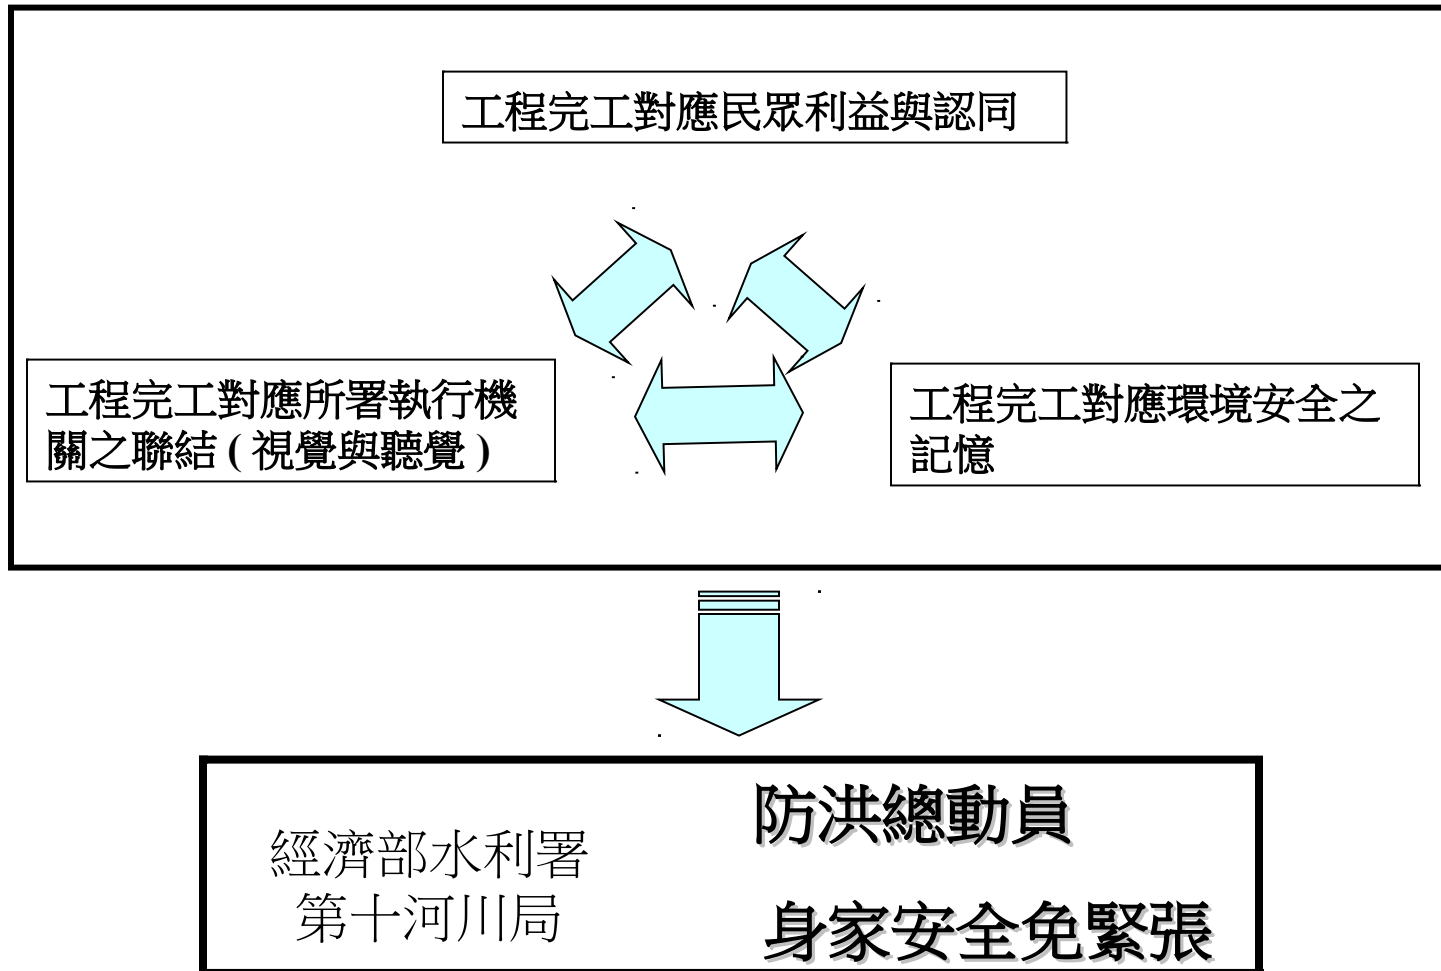 工程完工對應民眾利益與認同
工程完工對應所署執行機
關之聯結 ( 視覺與聽覺 )
工程完工對應環境安全之
記憶
經濟部水利署
第十河川局
防洪總動員
身家安全免緊張